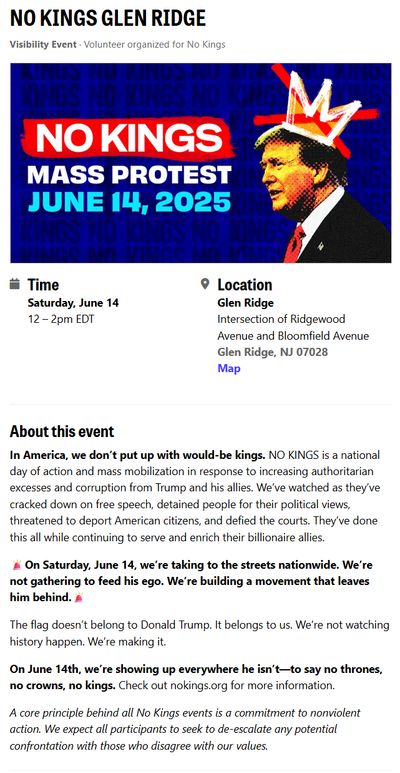 NO KINGS GLEN RIDGE
Visibility Event · Volunteer organized for No Kings
NO KINGS
MASS PROTEST
JUNE 14, 2025
Time
Saturday, June 14
12 – 2pm EDT
Location
Glen Ridge
Intersection of Ridgewood
Avenue and Bloomfield Avenue
Glen Ridge, NJ 07028
Map
About this event
In America, we don’t put up with would-be kings. NO KINGS is a national
day of action and mass mobilization in response to increasing authoritarian
excesses and corruption from Trump and his allies. We’ve watched as they’ve
cracked down on free speech, detained people for their political views,
threatened to deport American citizens, and defied the courts. They’ve done
this all while continuing to serve and enrich their billionaire allies.
🚨 On Saturday, June 14, we’re taking to the streets nationwide. We’re
not gathering to feed his ego. We’re building a movement that leaves
him behind. 🚨
The flag doesn’t belong to Donald Trump. It belongs to us. We’re not watching
history happen. We’re making it.
On June 14th, we’re showing up everywhere he isn’t—to say no thrones,
no crowns, no kings. Check out nokings.org for more information.
A core principle behind all No Kings events is a commitment to nonviolent
action. We expect all participants to seek to de-escalate any potential
confrontation with those who disagree with our values.